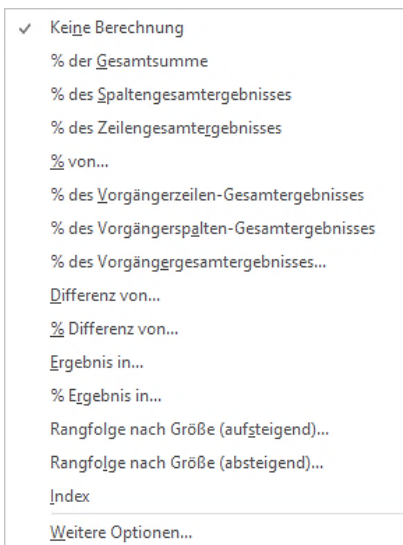 Keine Berechnung
% der Gesamtsumme
% des Spaltengesamtergebnisses
% des Zeilengesamtergebnisses
% von...
% des Vorgängerzeilen-Gesamtergebnisses
% des Vorgängerspalten-Gesamtergebnisses
% des Vorgängergesamtergebnisses...
Differenz von...
% Differenz von...
Ergebnis in...
% Ergebnis in...
Rangfolge nach Größe (aufsteigend)...
Rangfolge nach Größe (absteigend)...
Index
Weitere Optionen...